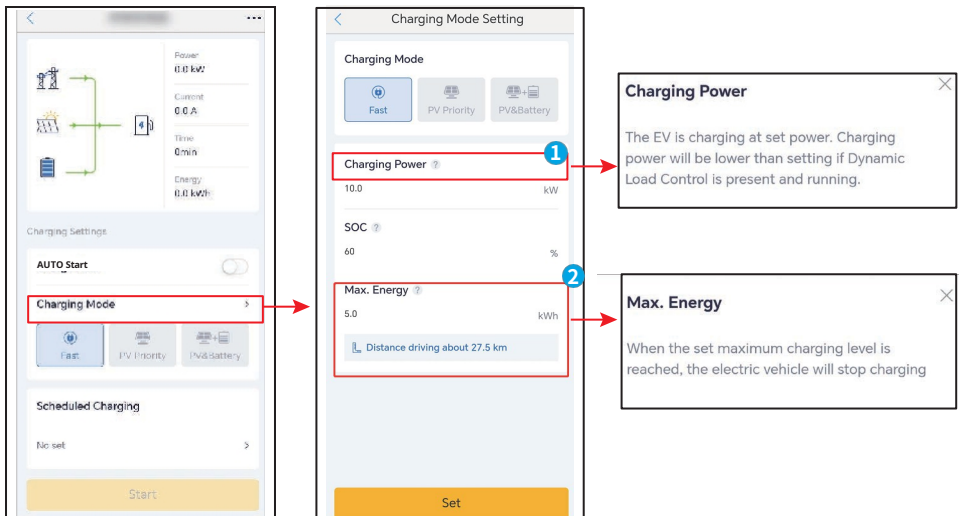 Power
0.0 kW
Current
0.0 A
Time
0min
Energy
0.0 kWh
Charging Settings
AUTO Start
Charging Mode
Fast
PV Priority
PV&Battery
Scheduled Charging
No set
Start
Charging Mode Setting
Charging Mode
Fast
PV Priority
PV&Battery
1
Charging Power ?
10.0 kW
SOC ?
60 %
2
Max. Energy ?
5.0 kWh
Distance driving about 27.5 km
Set
Charging Power
The EV is charging at set power. Charging
power will be lower than setting if Dynamic
Load Control is present and running.
Max. Energy
When the set maximum charging level is
reached, the electric vehicle will stop charging